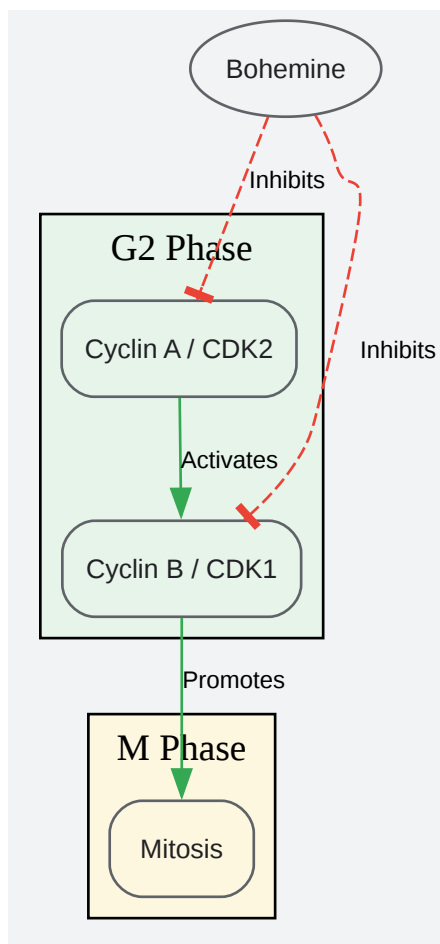 Bohemine
Inhibits
G2 Phase
Cyclin A / CDK2
Inhibits
Activates
Cyclin B / CDK1
Promotes
M Phase
Mitosis